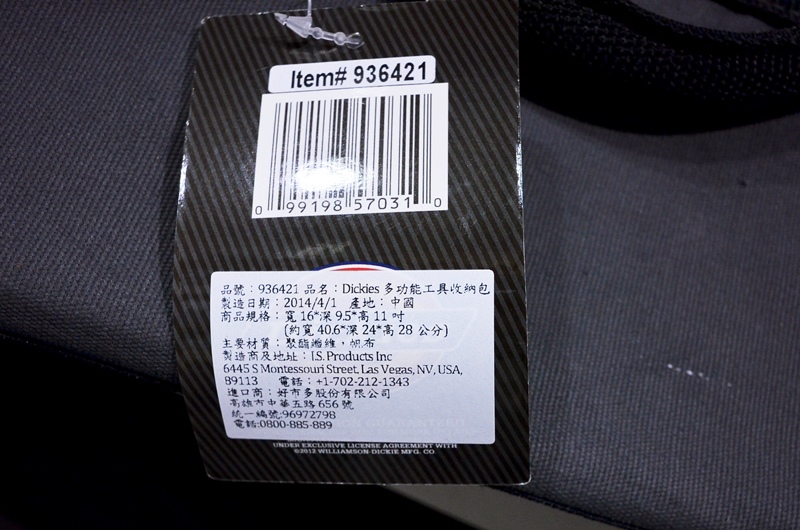 Item# 936421
0 99198 57031 0
品號：936421 品名：Dickies 多功能工具收納包
製造日期：2014/4/1 產地：中國
商品規格：寬 16*深 9.5*高 11 吋
(約寬 40.6*深 24*高 28 公分)
主要材質：聚酯纖維，帆布
製造商及地址：I.S. Products Inc
6445 S Montessouri Street, Las Vegas, NV, USA,
89113 電話：+1-702-212-1343
進口商：好市多股份有限公司
高雄市中華五路 656 號
統一編號:96972798
電話:0800-885-889
UNDER EXCLUSIVE LICENSE AGREEMENT WITH
©2013 WILLIAMSON-DICKIE MFG. CO.